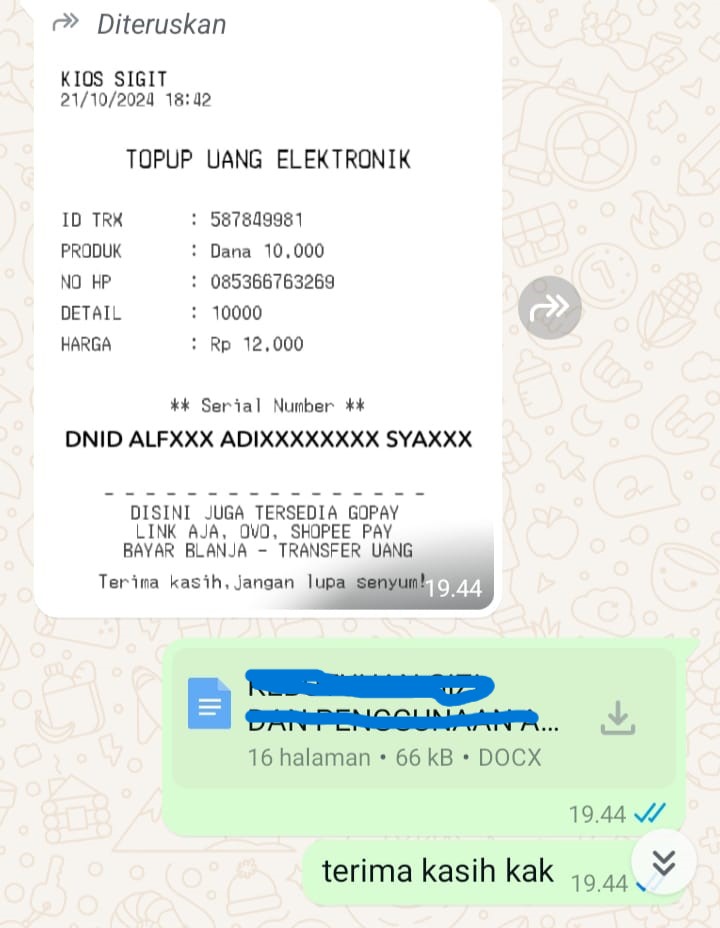 Diteruskan
KIOS SIGIT
21/10/2024 18:42
TOPUP UANG ELEKTRONIK
ID TRX : 587849981
PRODUK : Dana 10.000
NO HP : 085366763269
DETAIL : 10000
HARGA : Rp 12.000
** Serial Number **
DNID ALFXXX ADIXXXXXXXX SYAXXX
- - - - - - - - - - - - - - - -
DISINI JUGA TERSEDIA GOPAY
LINK AJA, OVO, SHOPEE PAY
BAYAR BLANJA - TRANSFER UANG
Terima kasih,jangan lupa senyum!
19.44
16 halaman • 66 kB • DOCX
19.44
terima kasih kak
19.44